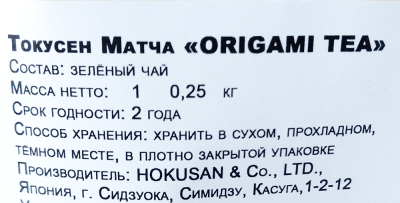 Токусен Матча «ORIGAMI TEA»
Состав: зелёный чай
Масса нетто: 1 0,25 кг
Срок годности: 2 года
Способ хранения: хранить в сухом, прохладном,
тёмном месте, в плотно закрытой упаковке
Производитель: HOKUSAN & Co., LTD.,
Япония, г. Сидзуока, Симидзу, Касуга,1-2-12